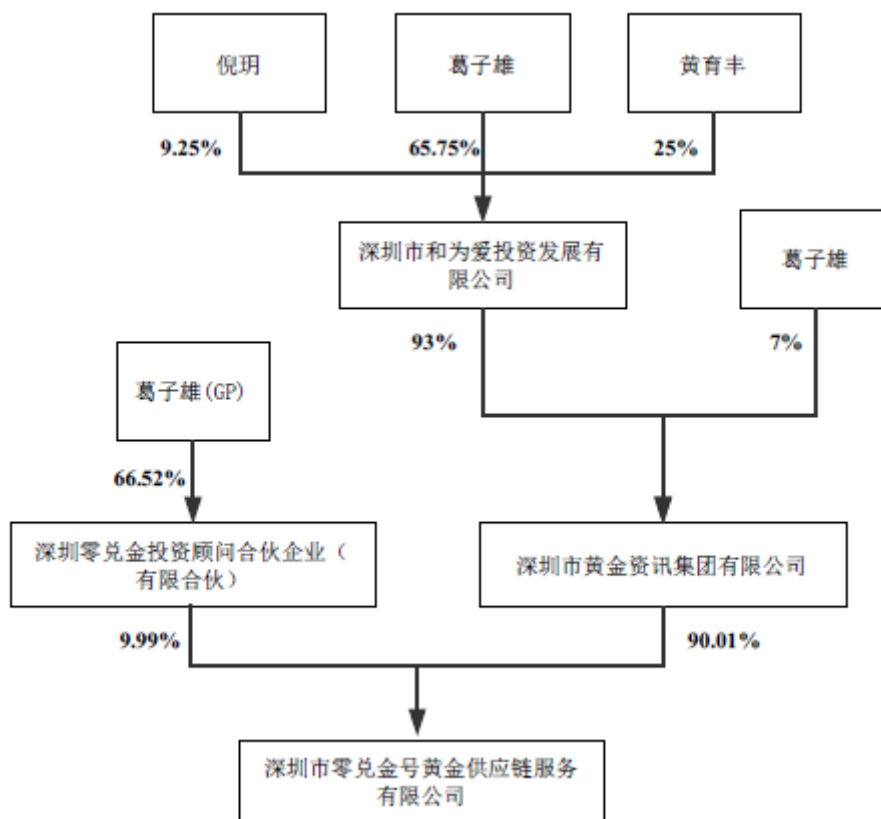 倪玥
葛子雄
黄育丰
9.25%
65.75%
25%
深圳市和为爱投资发展有
限公司
葛子雄
93%
7%
葛子雄(GP)
66.52%
深圳零兑金投资顾问合伙企业（
有限合伙）
深圳市黄金资讯集团有限公司
9.99%
90.01%
深圳市零兑金号黄金供应链服务
有限公司